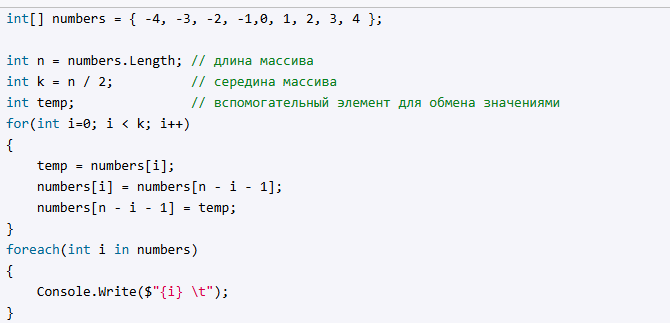 int[] numbers = { -4, -3, -2, -1,0, 1, 2, 3, 4 };
int n = numbers.Length; // длина массива
int k = n / 2;          // середина массива
int temp;               // вспомогательный элемент для обмена значениями
for(int i=0; i < k; i++)
{
    temp = numbers[i];
    numbers[i] = numbers[n - i - 1];
    numbers[n - i - 1] = temp;
}
foreach(int i in numbers)
{
    Console.Write($"{i} \t");
}